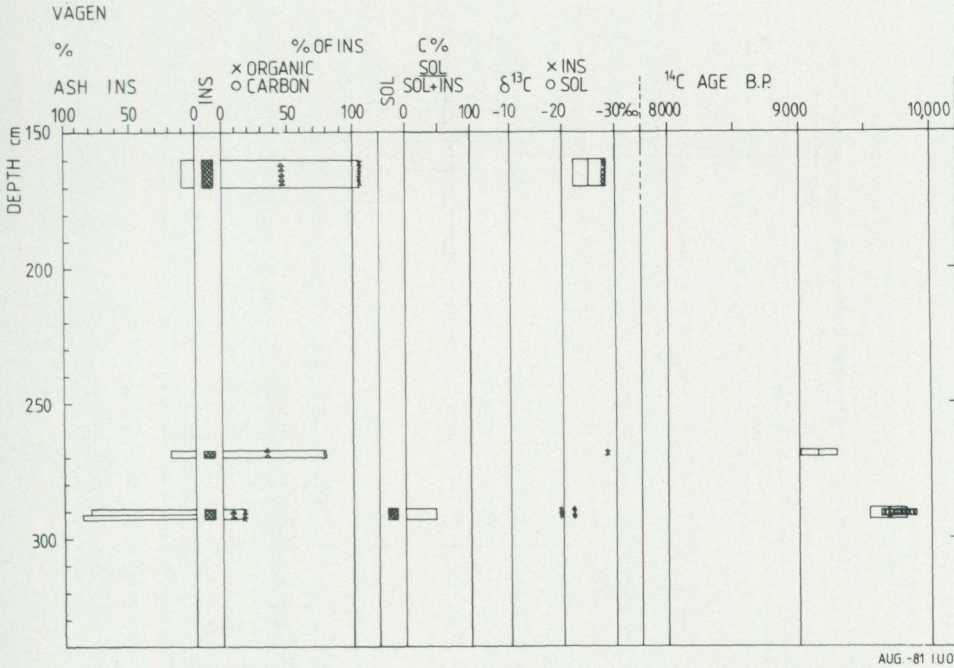 VÄGEN
%
% OF INS
C%
× ORGANIC
○ CARBON
SOL
SOL+INS
× INS
○ SOL
¹⁴C AGE B.P.
ASH INS
INS
SOL
δ¹³C
100 50 0 0 50 100 0 100 -10 -20 -30‰ 8000 9000 10,000
DEPTH cm
150
200
250
300
AUG.-81 IUO